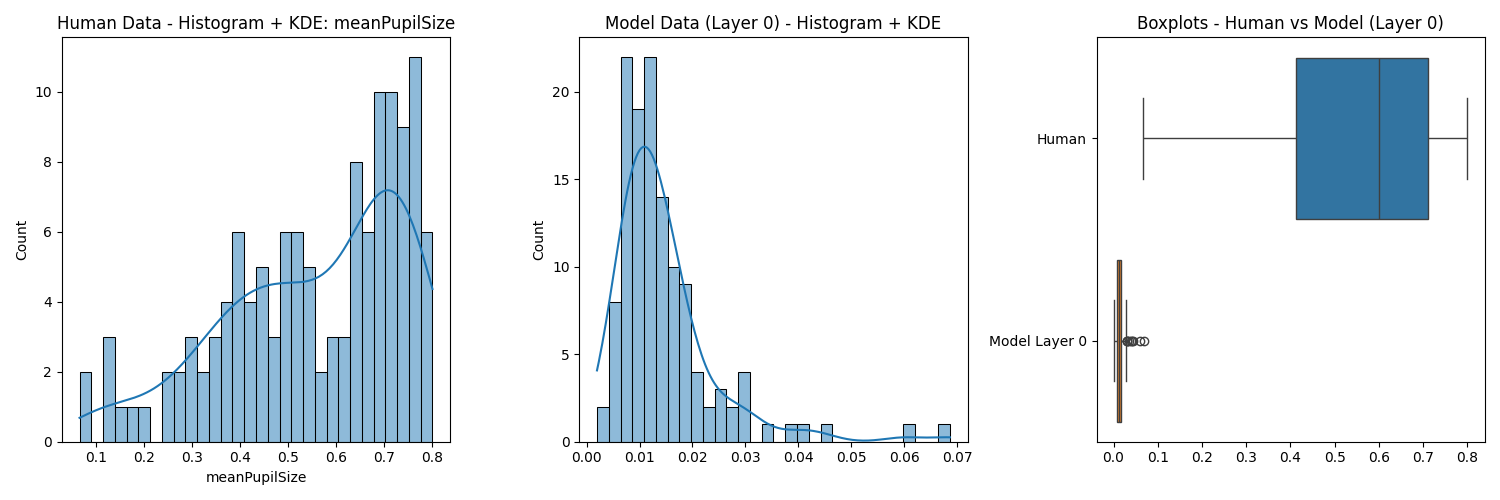 Human Data - Histogram + KDE: meanPupilSize
Count
10
8
6
4
2
0
0.1 0.2 0.3 0.4 0.5 0.6 0.7 0.8
meanPupilSize
Model Data (Layer 0) - Histogram + KDE
Count
20
15
10
5
0
0.00 0.01 0.02 0.03 0.04 0.05 0.06 0.07
Boxplots - Human vs Model (Layer 0)
Human
Model Layer 0
0.0 0.1 0.2 0.3 0.4 0.5 0.6 0.7 0.8